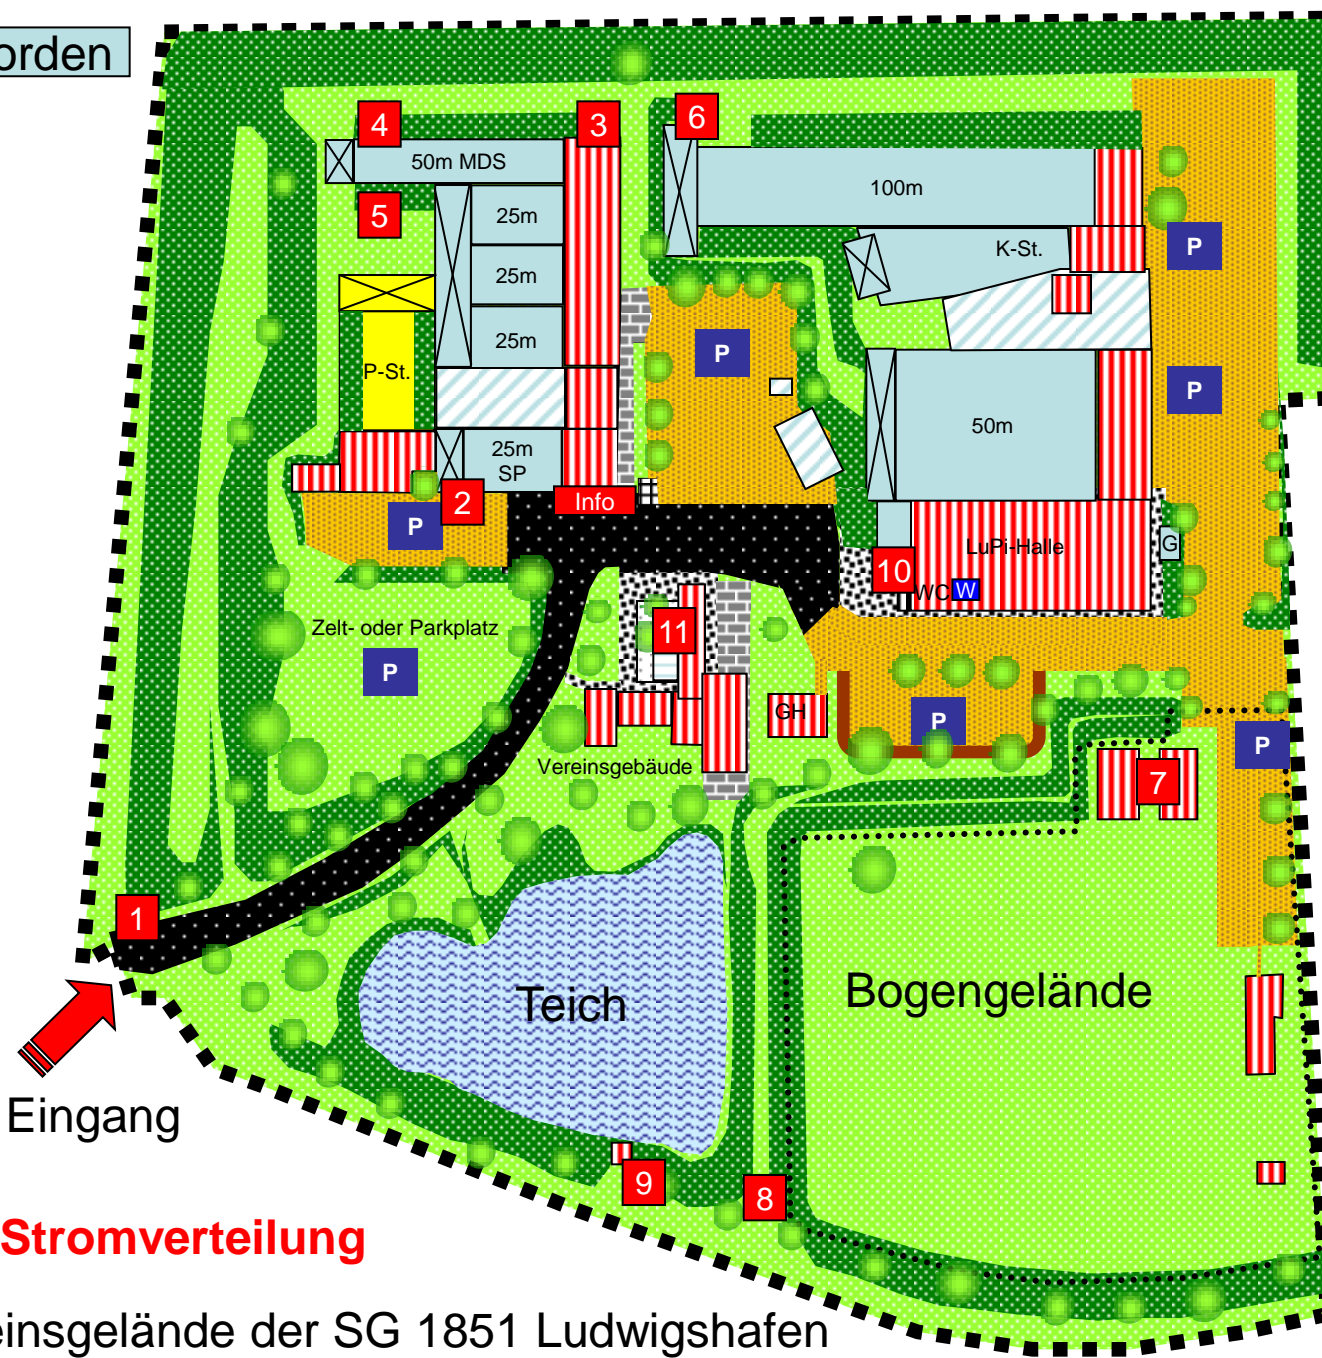 orden
4
3
6
50m MDS
100m
5
25m
P
K-St.
25m
25m
P
P-St.
P
50m
25m
SP
2
Info
P
G
LuPi-Halle
10
WC
W
Zelt- oder Parkplatz
11
P
GH
P
P
Vereinsgebäude
7
1
Teich
Bogengelände
Eingang
9
8
Stromverteilung
einsgelände der SG 1851 Ludwigshafen